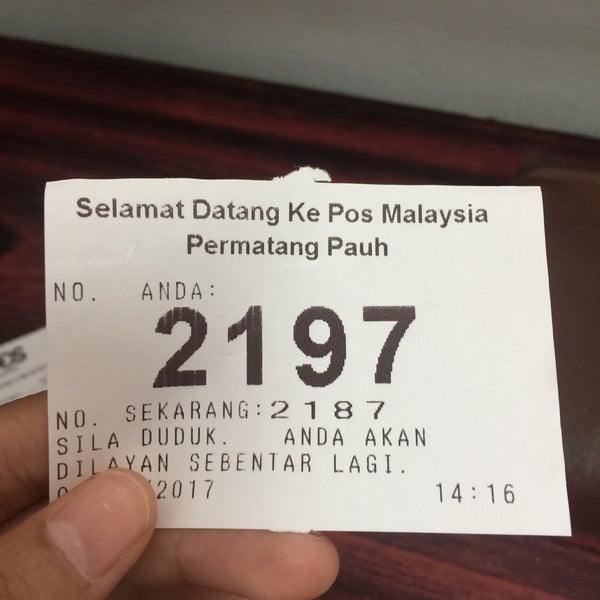 Selamat Datang Ke Pos Malaysia
Permatang Pauh
NO. ANDA:
2197
NO. SEKARANG:2187
SILA DUDUK. ANDA AKAN
DILAYAN SEBENTAR LAGI.
/2017 14:16